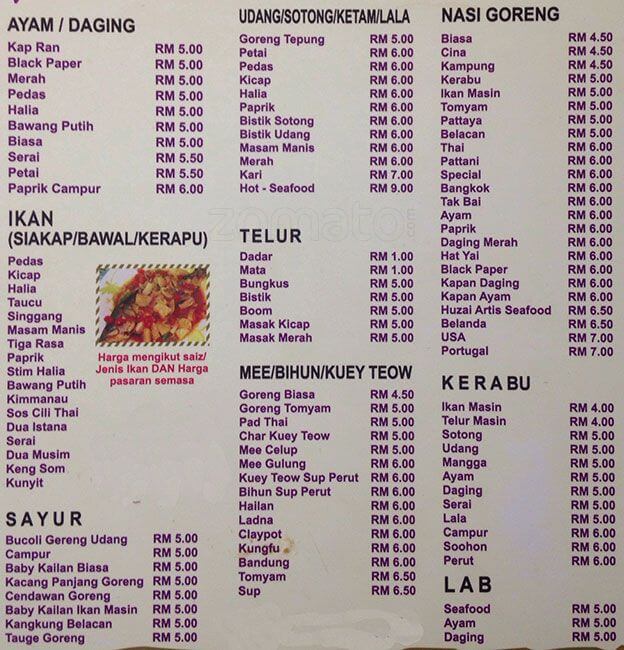 AYAM / DAGING
Kap Ran RM 5.00
Black Paper RM 5.00
Merah RM 5.00
Pedas RM 5.00
Halia RM 5.00
Bawang Putih RM 5.00
Biasa RM 5.00
Serai RM 5.50
Petai RM 5.50
Paprik Campur RM 6.00
IKAN
(SIAKAP/BAWAL/KERAPU)
Pedas
Kicap
Halia
Taucu
Singgang
Masam Manis
Tiga Rasa
Paprik
Stim Halia
Bawang Putih
Kimmanau
Sos Cili Thai
Dua Istana
Serai
Dua Musim
Keng Som
Kunyit
Harga mengikut saiz/
Jenis Ikan DAN Harga
pasaran semasa
SAYUR
Bucoli Gereng Udang RM 5.00
Campur RM 5.00
Baby Kailan Biasa RM 5.00
Kacang Panjang Goreng RM 5.00
Cendawan Goreng RM 5.00
Baby Kailan Ikan Masin RM 5.00
Kangkung Belacan RM 5.00
Tauge Goreng RM 5.00
UDANG/SOTONG/KETAM/LALA
Goreng Tepung RM 5.00
Petai RM 6.00
Pedas RM 6.00
Kicap RM 6.00
Halia RM 6.00
Paprik RM 6.00
Bistik Sotong RM 6.00
Bistik Udang RM 6.00
Masam Manis RM 6.00
Merah RM 6.00
Kari RM 7.00
Hot - Seafood RM 9.00
zomato.com
TELUR
Dadar RM 1.00
Mata RM 1.00
Bungkus RM 5.00
Bistik RM 5.00
Boom RM 5.00
Masak Kicap RM 5.00
Masak Merah RM 5.00
MEE/BIHUN/KUEY TEOW
Goreng Biasa RM 4.50
Goreng Tomyam RM 5.00
Pad Thai RM 5.00
Char Kuey Teow RM 5.00
Mee Celup RM 5.00
Mee Gulung RM 6.00
Kuey Teow Sup Perut RM 6.00
Bihun Sup Perut RM 6.00
Hailan RM 6.00
Ladna RM 6.00
Claypot RM 6.00
Kungfu RM 6.00
Bandung RM 6.00
Tomyam RM 6.50
Sup RM 6.50
NASI GORENG
Biasa RM 4.50
Cina RM 4.50
Kampung RM 4.50
Kerabu RM 5.00
Ikan Masin RM 5.00
Tomyam RM 5.00
Pattaya RM 5.00
Belacan RM 5.00
Thai RM 6.00
Pattani RM 6.00
Special RM 6.00
Bangkok RM 6.00
Tak Bai RM 6.00
Ayam RM 6.00
Paprik RM 6.00
Daging Merah RM 6.00
Hat Yai RM 6.00
Black Paper RM 6.00
Kapan Daging RM 6.00
Kapan Ayam RM 6.00
Huzai Artis Seafood RM 6.50
Belanda RM 6.50
USA RM 7.00
Portugal RM 7.00
KERABU
Ikan Masin RM 4.00
Telur Masin RM 4.00
Sotong RM 5.00
Udang RM 5.00
Mangga RM 5.00
Ayam RM 5.00
Daging RM 5.00
Serai RM 5.00
Lala RM 5.00
Campur RM 6.00
Soohon RM 6.00
Perut RM 6.00
LAB
Seafood RM 5.00
Ayam RM 5.00
Daging RM 5.00